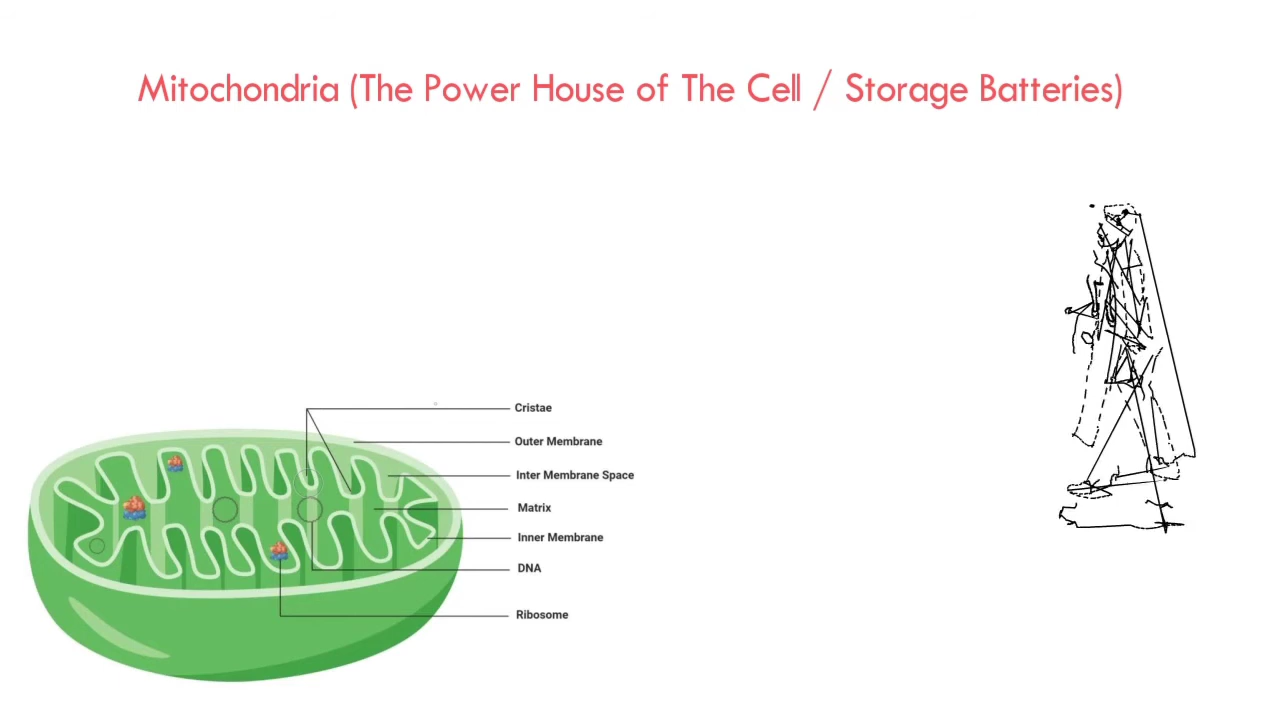 Mitochondria (The Power House of The Cell / Storage Batteries)
Cristae
Outer Membrane
Inter Membrane Space
Matrix
Inner Membrane
DNA
Ribosome